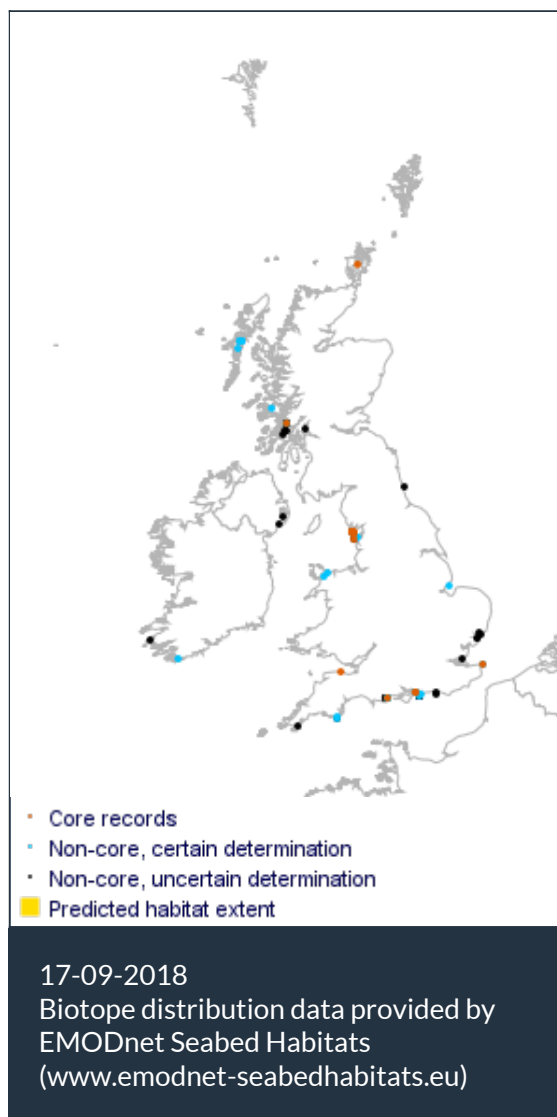 Core records
Non-core, certain determination
Non-core, uncertain determination
Predicted habitat extent
17-09-2018
Biotope distribution data provided by
EMODnet Seabed Habitats
(www.emodnet-seabedhabitats.eu)